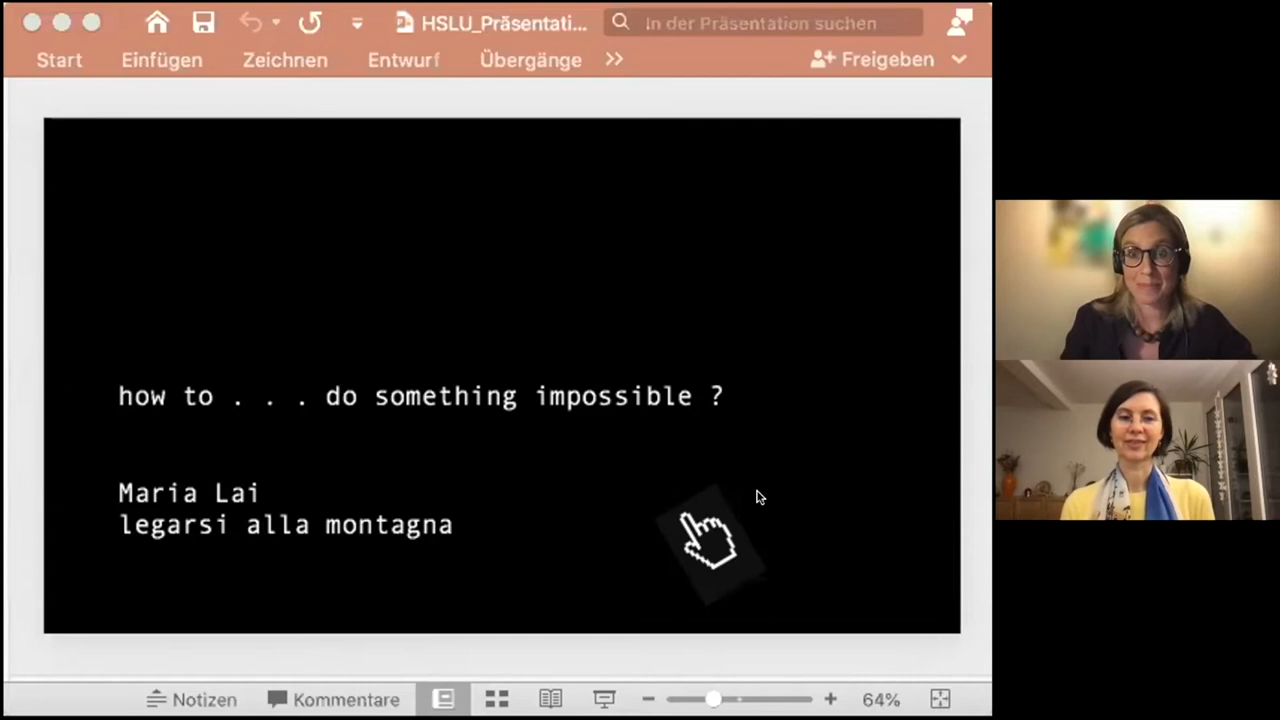 HSLU_Präsentati...
In der Präsentation suchen
Start Einfügen Zeichnen Entwurf Übergänge >> Freigeben
how to . . . do something impossible ?
Maria Lai
legarsi alla montagna
Notizen Kommentare 64%